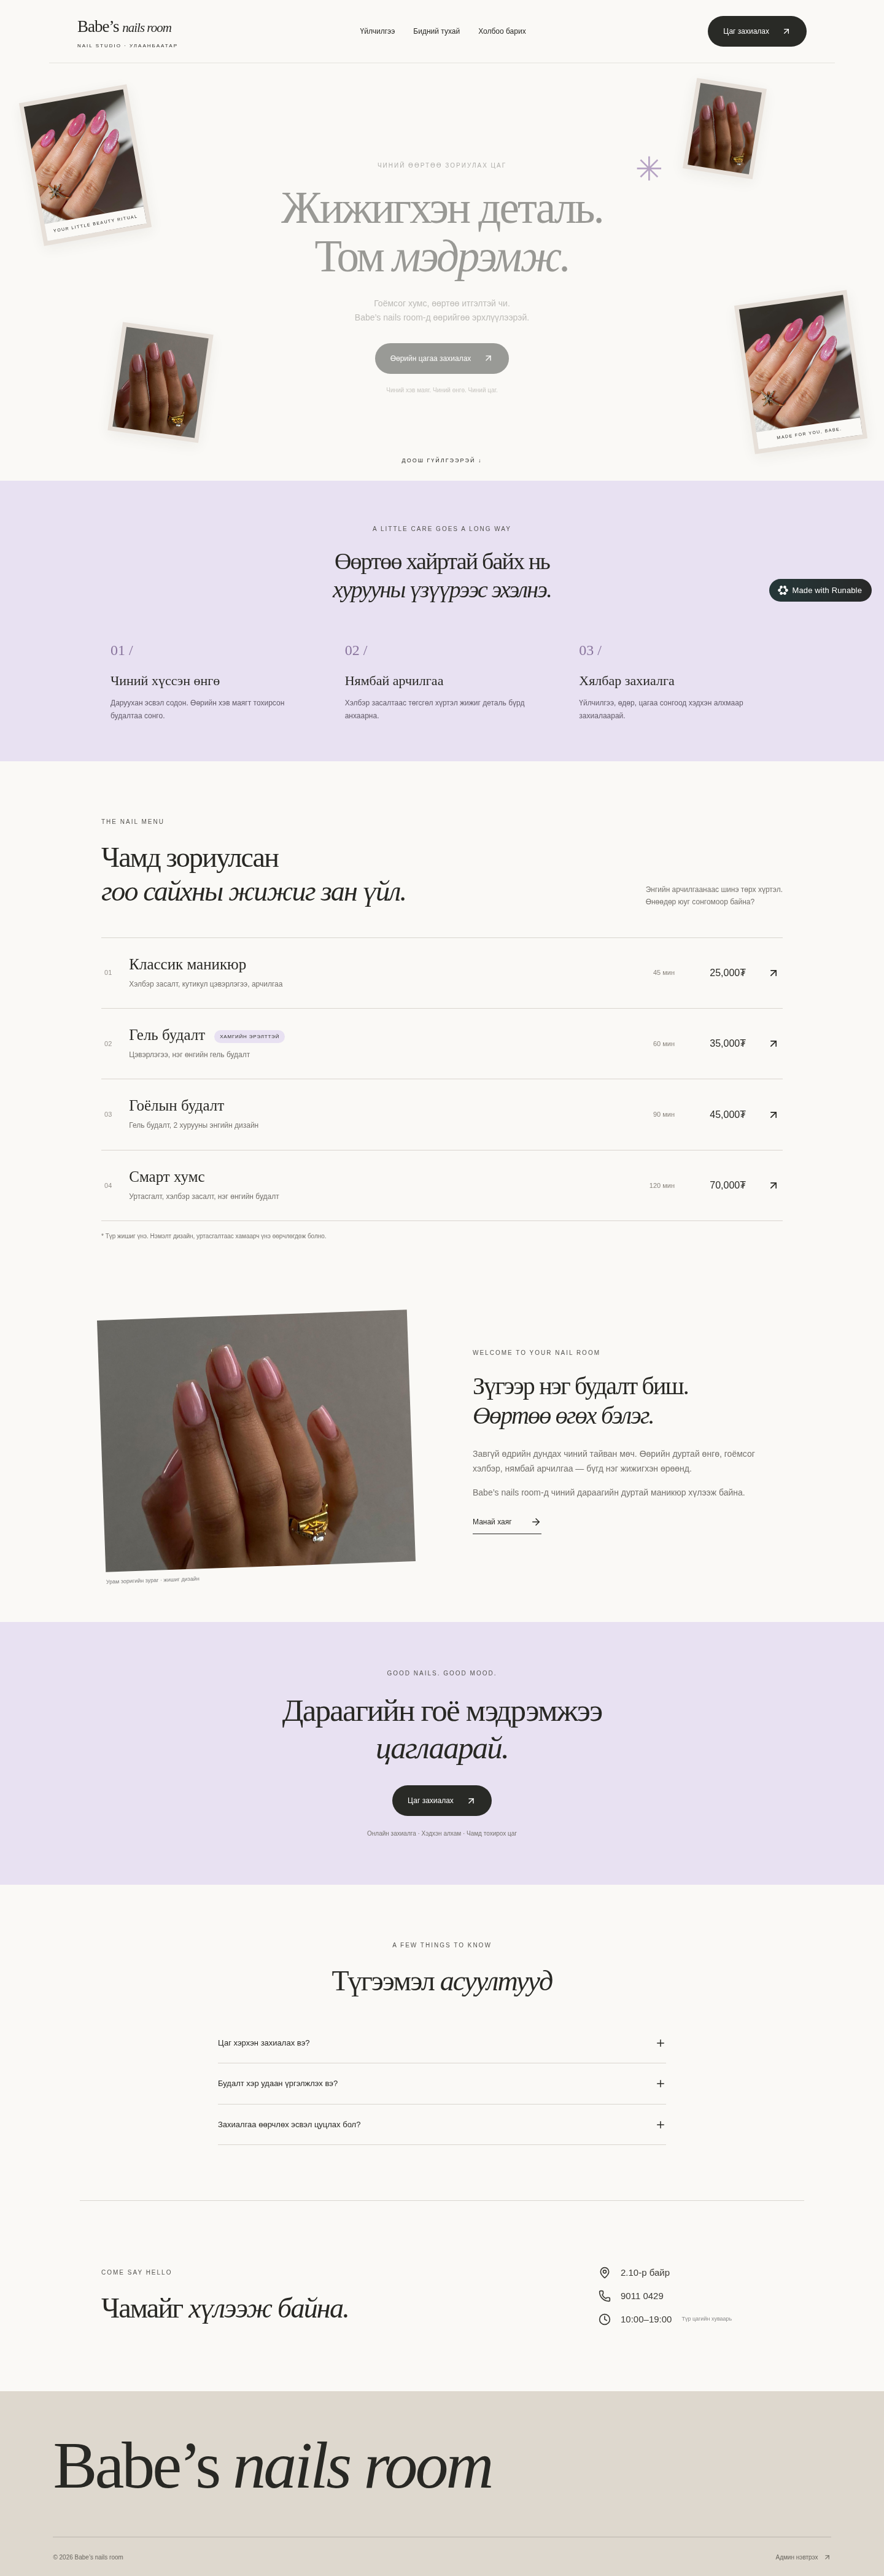 Babe’s nails room
NAIL STUDIO · УЛААНБААТАР
Үйлчилгээ
Бидний тухай
Холбоо барих
Цаг захиалах
YOUR LITTLE BEAUTY RITUAL
ЧИНИЙ ӨӨРТӨӨ ЗОРИУЛАХ ЦАГ
Жижигхэн деталь.
Том мэдрэмж.
Гоёмсог хумс, өөртөө итгэлтэй чи.
Babe’s nails room-д өөрийгөө эрхлүүлээрэй.
Өөрийн цагаа захиалах
Чиний хэв маяг. Чиний өнгө. Чиний цаг.
MADE FOR YOU, BABE.
ДООШ ГҮЙЛГЭЭРЭЙ ↓
A LITTLE CARE GOES A LONG WAY
Өөртөө хайртай байх нь
хурууны үзүүрээс эхэлнэ.
Made with Runable
01 /
Чиний хүссэн өнгө
Даруухан эсвэл содон. Өөрийн хэв маягт тохирсон
будалтаа сонго.
02 /
Нямбай арчилгаа
Хэлбэр засалтаас төгсгөл хүртэл жижиг деталь бүрд
анхаарна.
03 /
Хялбар захиалга
Үйлчилгээ, өдөр, цагаа сонгоод хэдхэн алхмаар
захиалаарай.
THE NAIL MENU
Чамд зориулсан
гоо сайхны жижиг зан үйл.
Энгийн арчилгаанаас шинэ төрх хүртэл.
Өнөөдөр юуг сонгомоор байна?
01
Классик маникюр
Хэлбэр засалт, кутикул цэвэрлэгээ, арчилгаа
45 мин
25,000₮
02
Гель будалт
ХАМГИЙН ЭРЭЛТТЭЙ
Цэвэрлэгээ, нэг өнгийн гель будалт
60 мин
35,000₮
03
Гоёлын будалт
Гель будалт, 2 хурууны энгийн дизайн
90 мин
45,000₮
04
Смарт хумс
Уртасгалт, хэлбэр засалт, нэг өнгийн будалт
120 мин
70,000₮
* Түр жишиг үнэ. Нэмэлт дизайн, уртасгалтаас хамаарч үнэ өөрчлөгдөж болно.
Урам зоригийн зураг · жишиг дизайн
WELCOME TO YOUR NAIL ROOM
Зүгээр нэг будалт биш.
Өөртөө өгөх бэлэг.
Завгүй өдрийн дундах чиний тайван мөч. Өөрийн дуртай өнгө, гоёмсог
хэлбэр, нямбай арчилгаа — бүгд нэг жижигхэн өрөөнд.
Babe’s nails room-д чиний дараагийн дуртай маникюр хүлээж байна.
Манай хаяг
GOOD NAILS. GOOD MOOD.
Дараагийн гоё мэдрэмжээ
цаглаарай.
Цаг захиалах
Онлайн захиалга · Хэдхэн алхам · Чамд тохирох цаг
A FEW THINGS TO KNOW
Түгээмэл асуултууд
Цаг хэрхэн захиалах вэ?
Будалт хэр удаан үргэлжлэх вэ?
Захиалгаа өөрчлөх эсвэл цуцлах бол?
COME SAY HELLO
Чамайг хүлээж байна.
2.10-р байр
9011 0429
10:00–19:00
Түр цагийн хуваарь
Babe’s nails room
© 2026 Babe’s nails room
Админ нэвтрэх